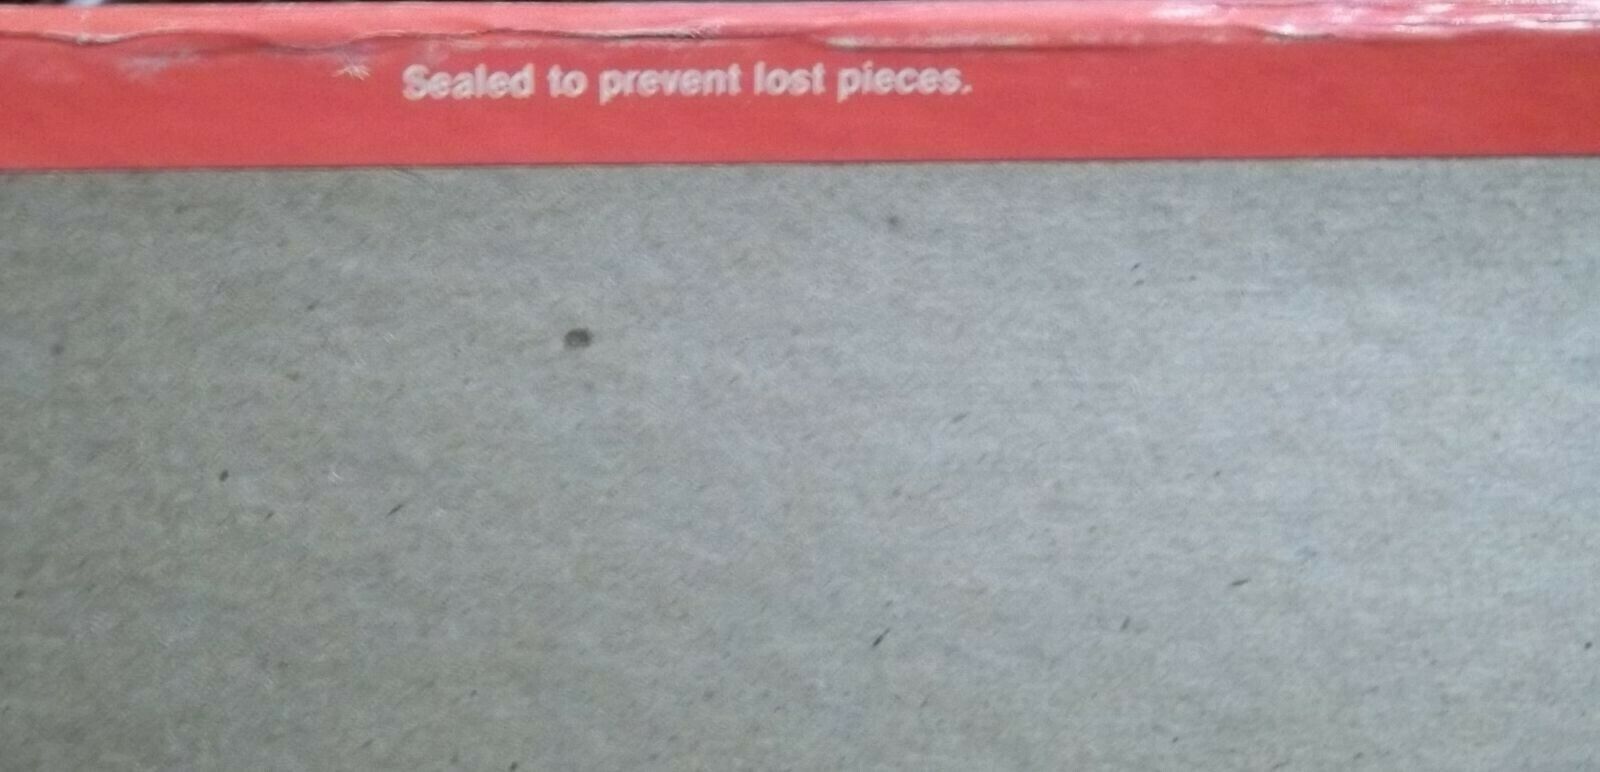 Sealed to prevent lost pieces.